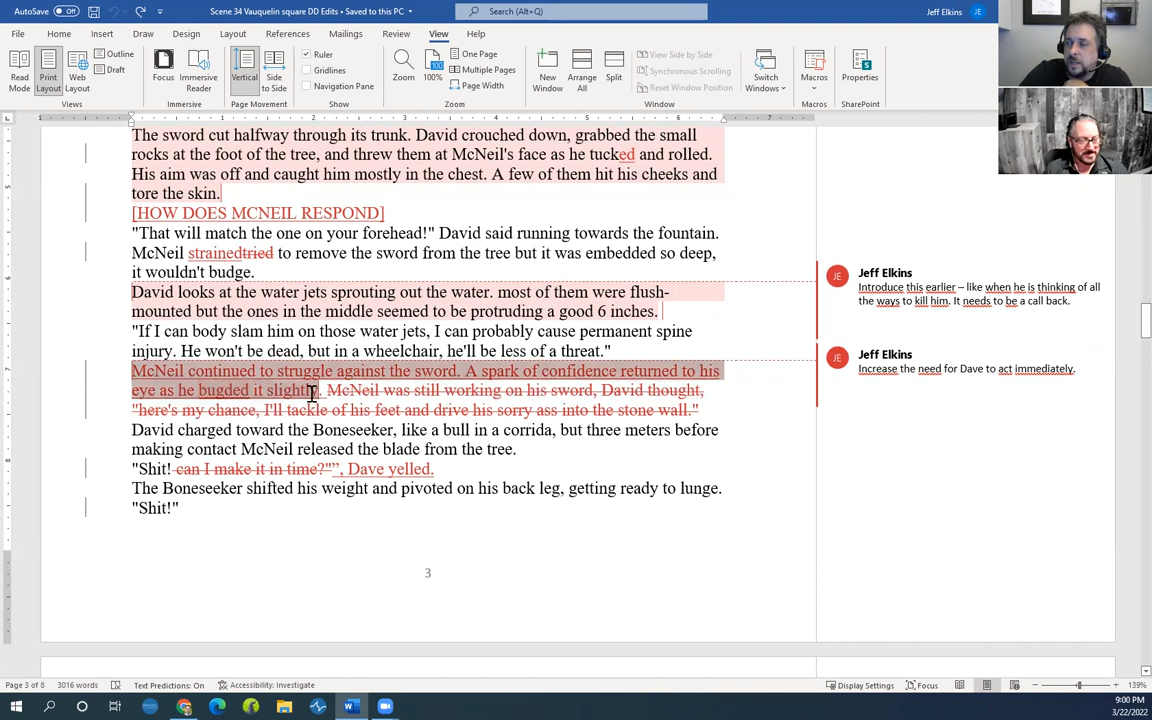 AutoSave Off
Scene 34 Vauquelin square DD Edits • Saved to this PC
Search (Alt+Q)
Jeff Elkins JE
File Home Insert Draw Design Layout References Mailings Review View Help
Read Mode
Print Layout
Web Layout
Outline
Draft
Views
Focus
Immersive Reader
Immersive
Vertical
Side to Side
Page Movement
Ruler
Gridlines
Navigation Pane
Show
Zoom
100%
One Page
Multiple Pages
Page Width
Zoom
New Window
Arrange All
Split
View Side by Side
Synchronous Scrolling
Reset Window Position
Window
Switch Windows
Macros
Macros
Properties
SharePoint
The sword cut halfway through its trunk. David crouched down, grabbed the small
rocks at the foot of the tree, and threw them at McNeil's face as he tucked and rolled.
His aim was off and caught him mostly in the chest. A few of them hit his cheeks and
tore the skin.
[HOW DOES MCNEIL RESPOND]
"That will match the one on your forehead!" David said running towards the fountain.
McNeil strainedtried to remove the sword from the tree but it was embedded so deep,
it wouldn't budge.
David looks at the water jets sprouting out the water. most of them were flush-
mounted but the ones in the middle seemed to be protruding a good 6 inches.
"If I can body slam him on those water jets, I can probably cause permanent spine
injury. He won't be dead, but in a wheelchair, he'll be less of a threat."
McNeil continued to struggle against the sword. A spark of confidence returned to his
eye as he bugded it slightly. McNeil was still working on his sword, David thought,
"here's my chance, I'll tackle of his feet and drive his sorry ass into the stone wall."
David charged toward the Boneseeker, like a bull in a corrida, but three meters before
making contact McNeil released the blade from the tree.
"Shit! can I make it in time?"", Dave yelled.
The Boneseeker shifted his weight and pivoted on his back leg, getting ready to lunge.
"Shit!"
3
JE Jeff Elkins
Introduce this earlier – like when he is thinking of all
the ways to kill him. It needs to be a call back.
JE Jeff Elkins
Increase the need for Dave to act immediately.
Page 3 of 8 3016 words Text Predictions: On Accessibility: Investigate
Display Settings Focus 139%
9:00 PM
3/22/2022